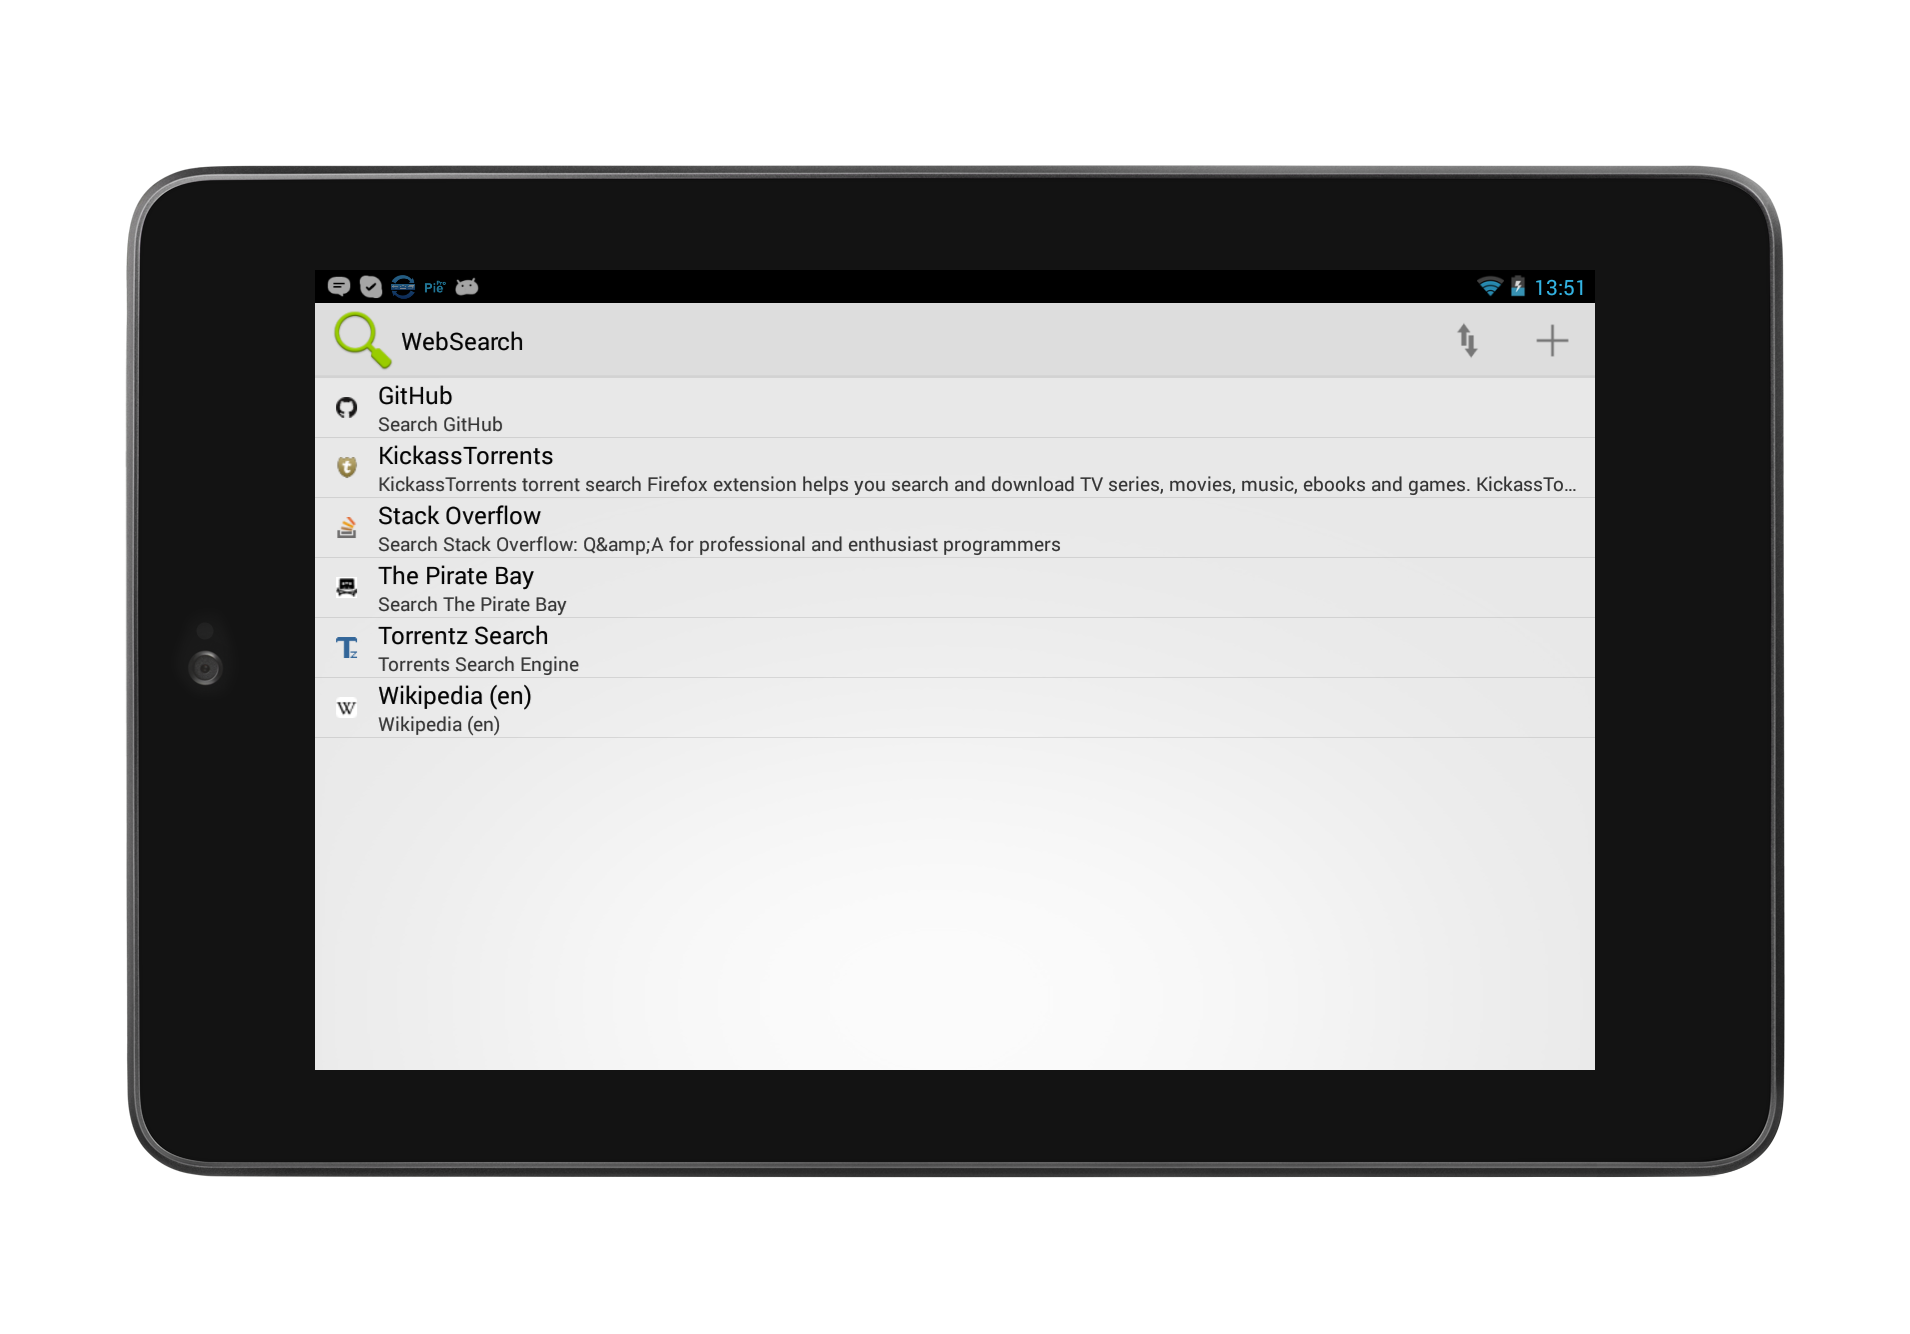 Pie Pro
13:51
WebSearch
GitHub
Search GitHub
KickassTorrents
KickassTorrents torrent search Firefox extension helps you search and download TV series, movies, music, ebooks and games. KickassTo...
Stack Overflow
Search Stack Overflow: Q&amp;A for professional and enthusiast programmers
The Pirate Bay
Search The Pirate Bay
Tz
Torrentz Search
Torrents Search Engine
W
Wikipedia (en)
Wikipedia (en)